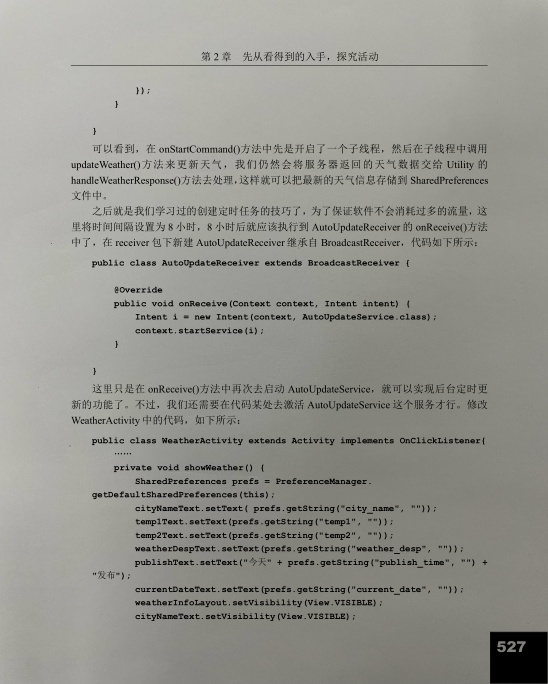 第 2 章　先从看得到的入手，探究活动
});
}
}
可以看到，在 onStartCommand()方法中先是开启了一个子线程，然后在子线程中调用
updateWeather()方法来更新天气，我们仍然会将服务器返回的天气数据交给 Utility 的
handleWeatherResponse()方法去处理，这样就可以把最新的天气信息存储到 SharedPreferences
文件中。
之后就是我们学习过的创建定时任务的技巧了，为了保证软件不会消耗过多的流量，这
里将时间间隔设置为 8 小时，8 小时后就应该执行到 AutoUpdateReceiver 的 onReceive()方法
中了，在 receiver 包下新建 AutoUpdateReceiver 继承自 BroadcastReceiver，代码如下所示：
public class AutoUpdateReceiver extends BroadcastReceiver {
@Override
public void onReceive(Context context, Intent intent) {
Intent i = new Intent(context, AutoUpdateService.class);
context.startService(i);
}
}
这里只是在 onReceive()方法中再次去启动 AutoUpdateService，就可以实现后台定时更
新的功能了。不过，我们还需要在代码某处去激活 AutoUpdateService 这个服务才行。修改
WeatherActivity 中的代码，如下所示：
public class WeatherActivity extends Activity implements OnClickListener{
……
private void showWeather() {
SharedPreferences prefs = PreferenceManager.
getDefaultSharedPreferences(this);
cityNameText.setText( prefs.getString("city_name", ""));
temp1Text.setText(prefs.getString("temp1", ""));
temp2Text.setText(prefs.getString("temp2", ""));
weatherDespText.setText(prefs.getString("weather_desp", ""));
publishText.setText("今天" + prefs.getString("publish_time", "") +
"发布");
currentDateText.setText(prefs.getString("current_date", ""));
weatherInfoLayout.setVisibility(View.VISIBLE);
cityNameText.setVisibility(View.VISIBLE);
527